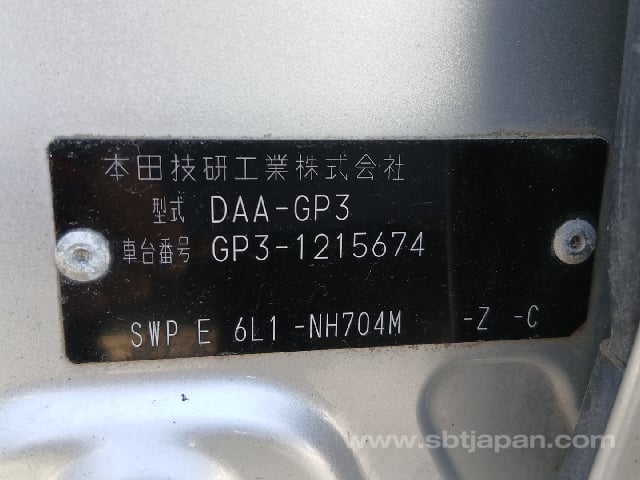 本田技研工業株式会社
型式 DAA-GP3
車台番号 GP3-1215674
SWP E 6L1 -NH704M -Z -C
www.sbtjapan.com